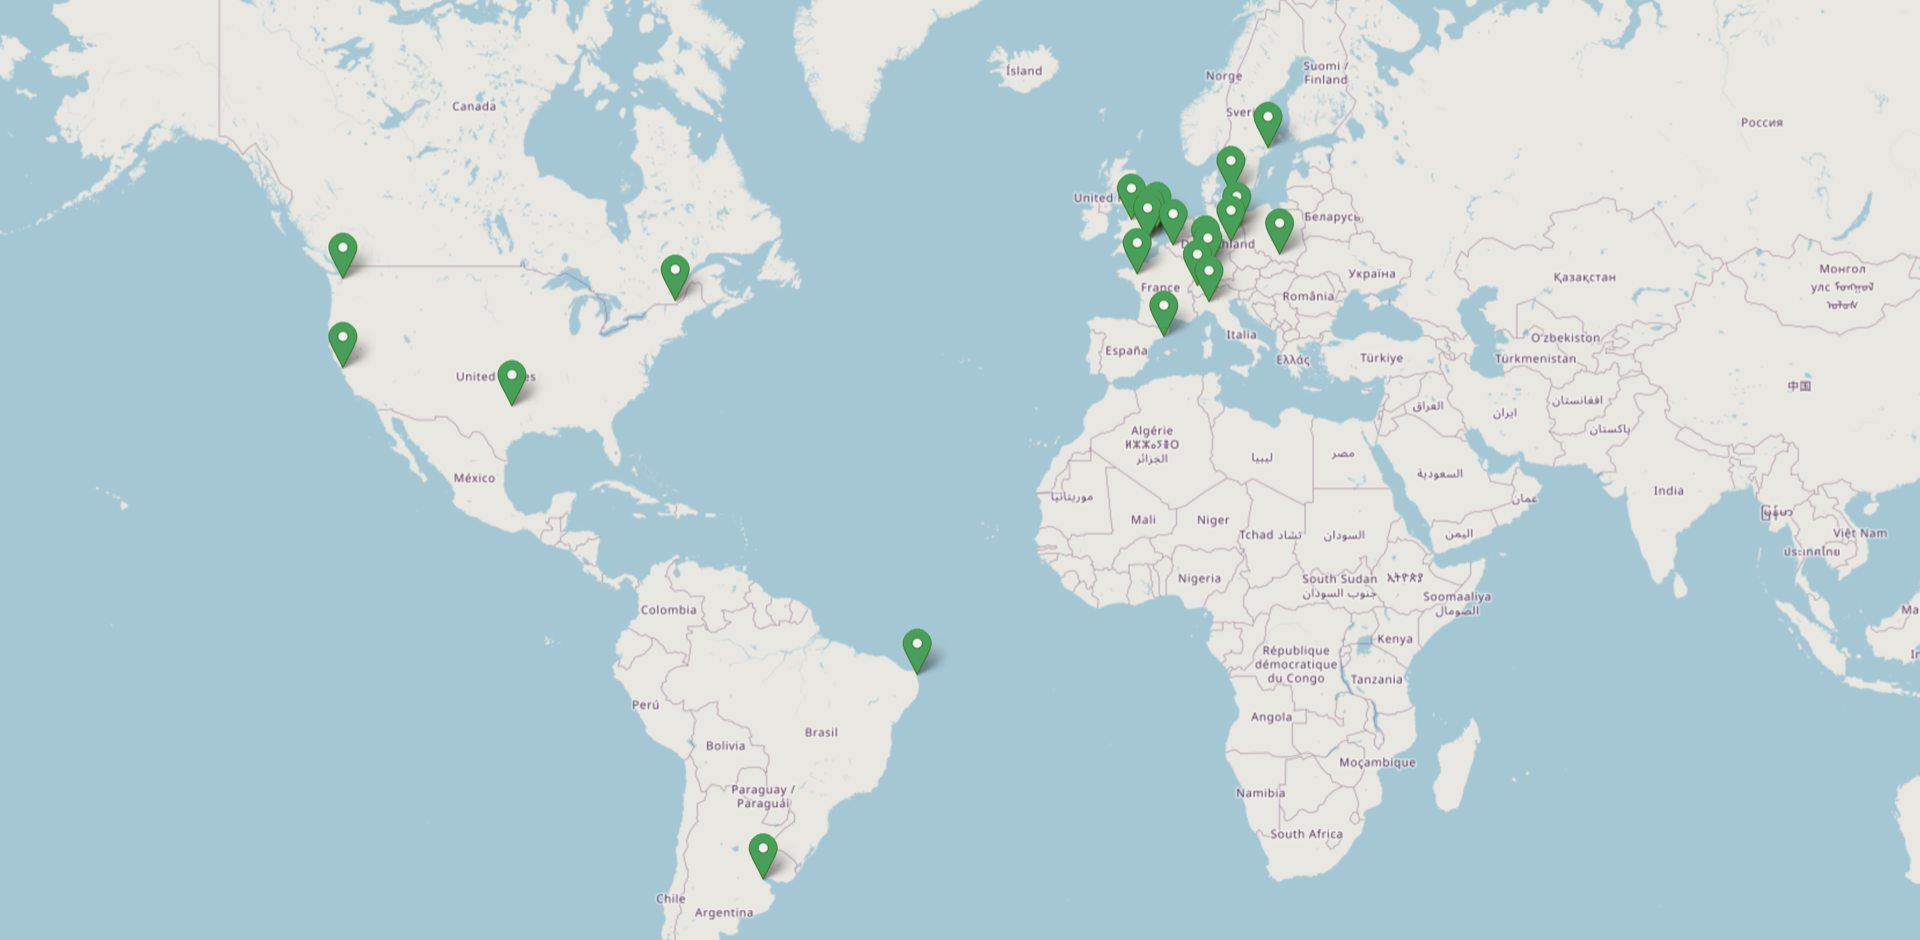 Canada
United
es
México
Colombia
Perú
Brasil
Bolivia
Paraguay /
Paraguái
Chile
Argentina
Ísland
Norge
Suomi /
Finland
Sver
United
D
hland
France
España
Italia
Беларусь
Україна
România
Ελλάς
Türkiye
Россия
Қазақстан
Монгол
улс
O'zbekiston
Türkmenistan
中国
افغانستان
ایران
پاکستان
العراق
السعودية
عمان
اليمن
India
Việt Nam
ประเทศไทย
Ma
In
Algérie
ⵍⵣⵣⴰⵢⴻⵔ
الجزائر
ليبيا
مصر
موريتانيا
Mali
Niger
Tchad تشاد
السودان
Nigeria
South Sudan
جنوب السودان
ኢትዮጵያ
Soomaaliya
الصومال
Kenya
République
démocratique
du Congo
Tanzania
Angola
Moçambique
Namibia
South Africa